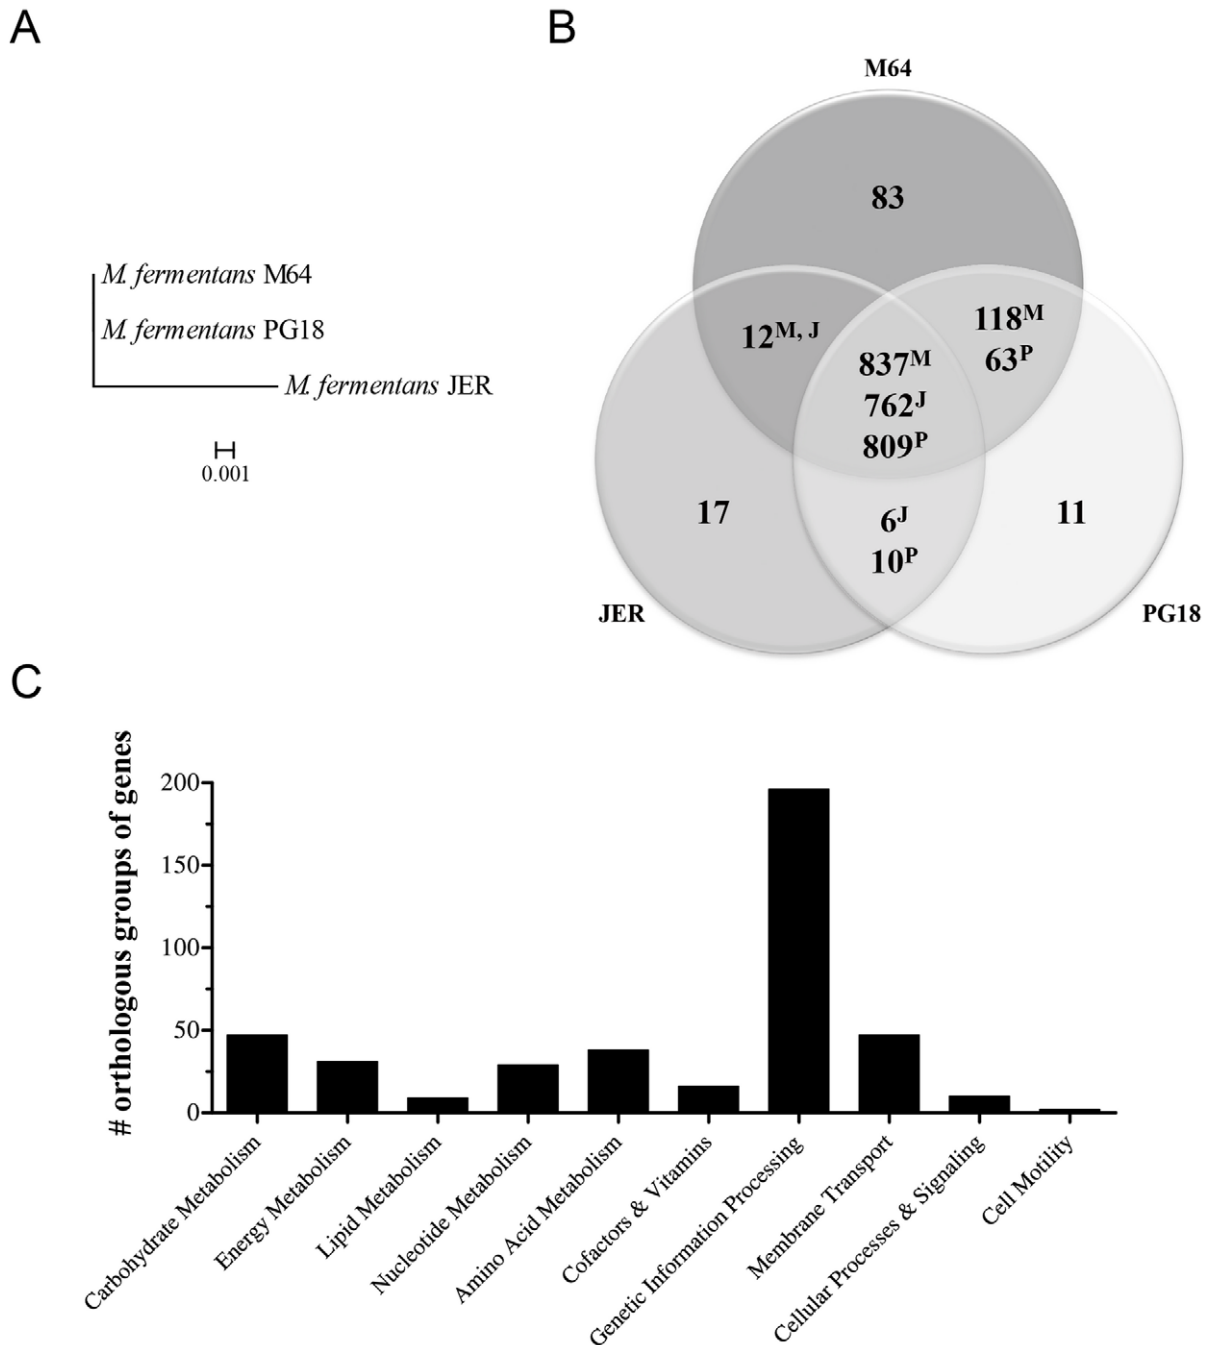 A
B
M64
83
M. fermentans M64
M. fermentans PG18
M. fermentans JER
0.001
12M, J
118M
63P
837M
762J
809P
17
6J
10P
11
JER
PG18
C
# orthologous groups of genes
200
150
100
50
0
Carbohydrate Metabolism
Energy Metabolism
Lipid Metabolism
Nucleotide Metabolism
Amino Acid Metabolism
Cofactors & Vitamins
Genetic Information Processing
Membrane Transport
Cellular Processes & Signaling
Cell Motility